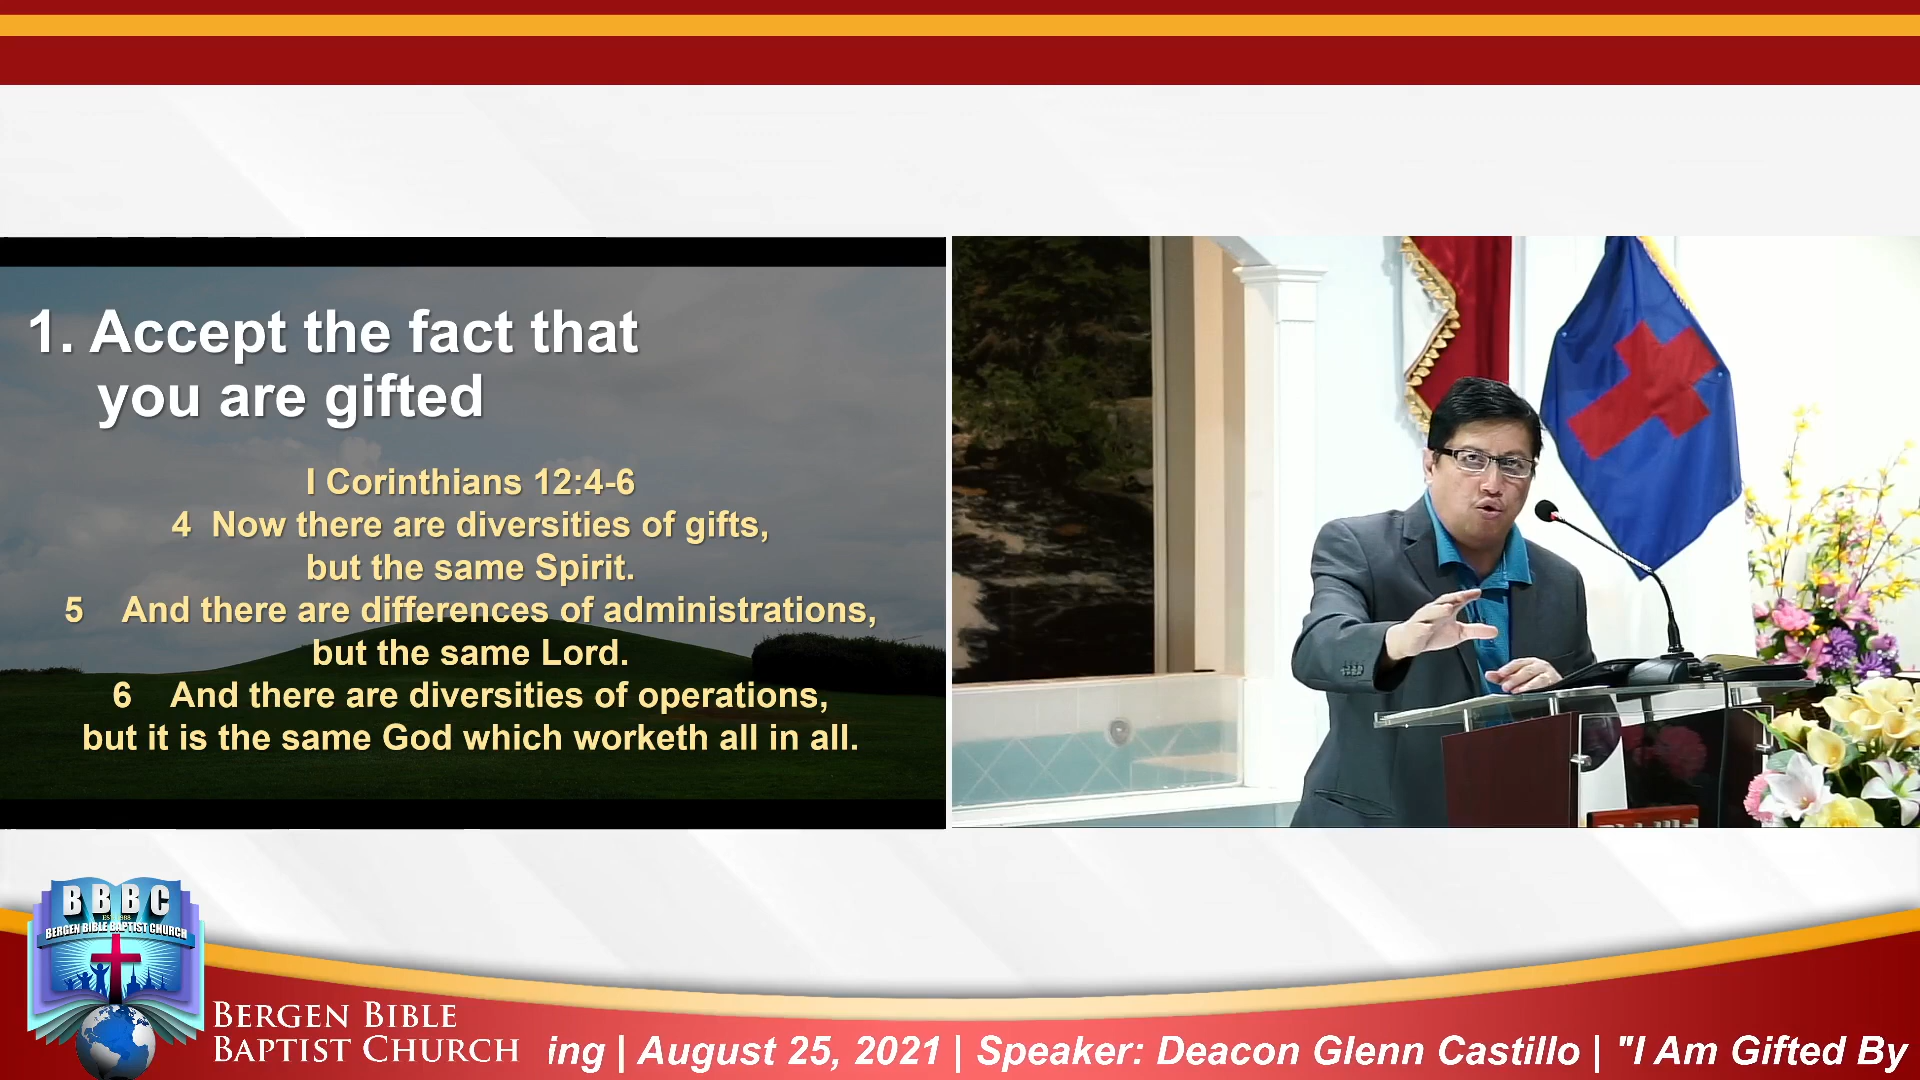 1. Accept the fact that
you are gifted
I Corinthians 12:4-6
4 Now there are diversities of gifts,
but the same Spirit.
5 And there are differences of administrations,
but the same Lord.
6 And there are diversities of operations,
but it is the same God which worketh all in all.
BBBC
BERGEN BIBLE BAPTIST CHURCH
BERGEN BIBLE
BAPTIST CHURCH
ing | August 25, 2021 | Speaker: Deacon Glenn Castillo | "I Am Gifted By